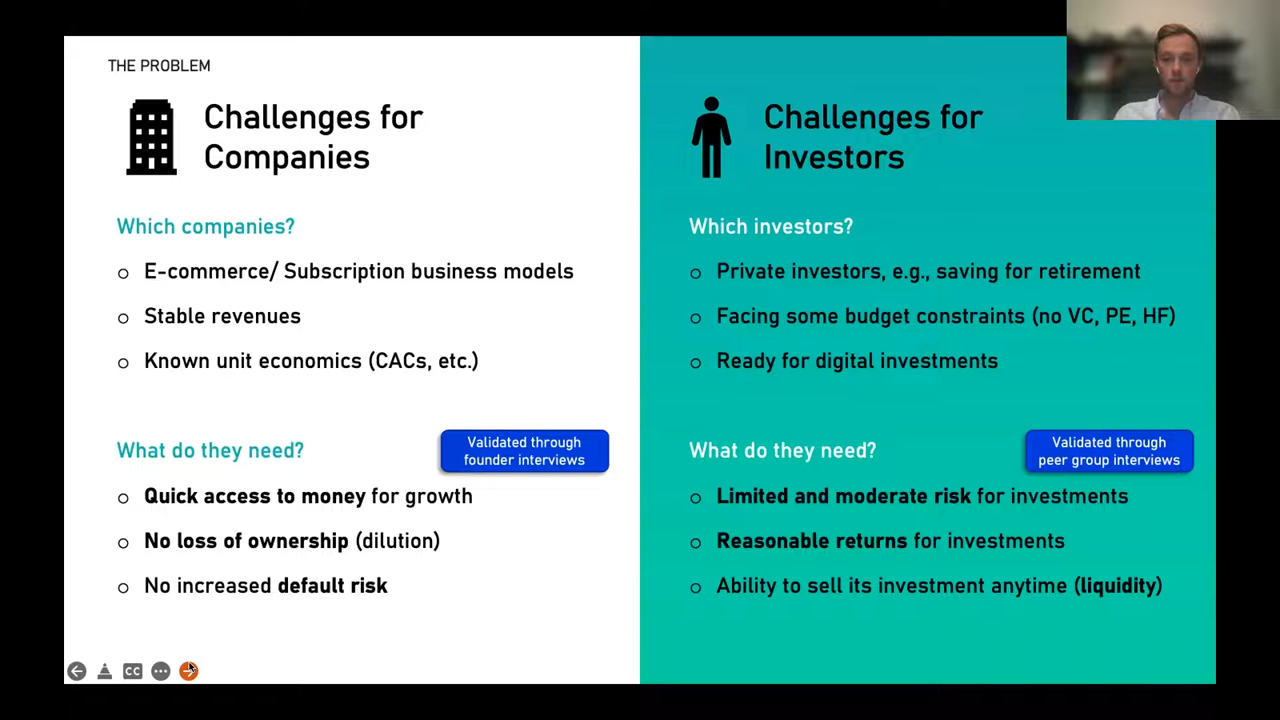 THE PROBLEM
Challenges for
Companies
Which companies?
E-commerce/ Subscription business models
Stable revenues
Known unit economics (CACs, etc.)
What do they need?
Validated through
founder interviews
Quick access to money for growth
No loss of ownership (dilution)
No increased default risk
CC
Challenges for
Investors
Which investors?
Private investors, e.g., saving for retirement
Facing some budget constraints (no VC, PE, HF)
Ready for digital investments
What do they need?
Validated through
peer group interviews
Limited and moderate risk for investments
Reasonable returns for investments
Ability to sell its investment anytime (liquidity)